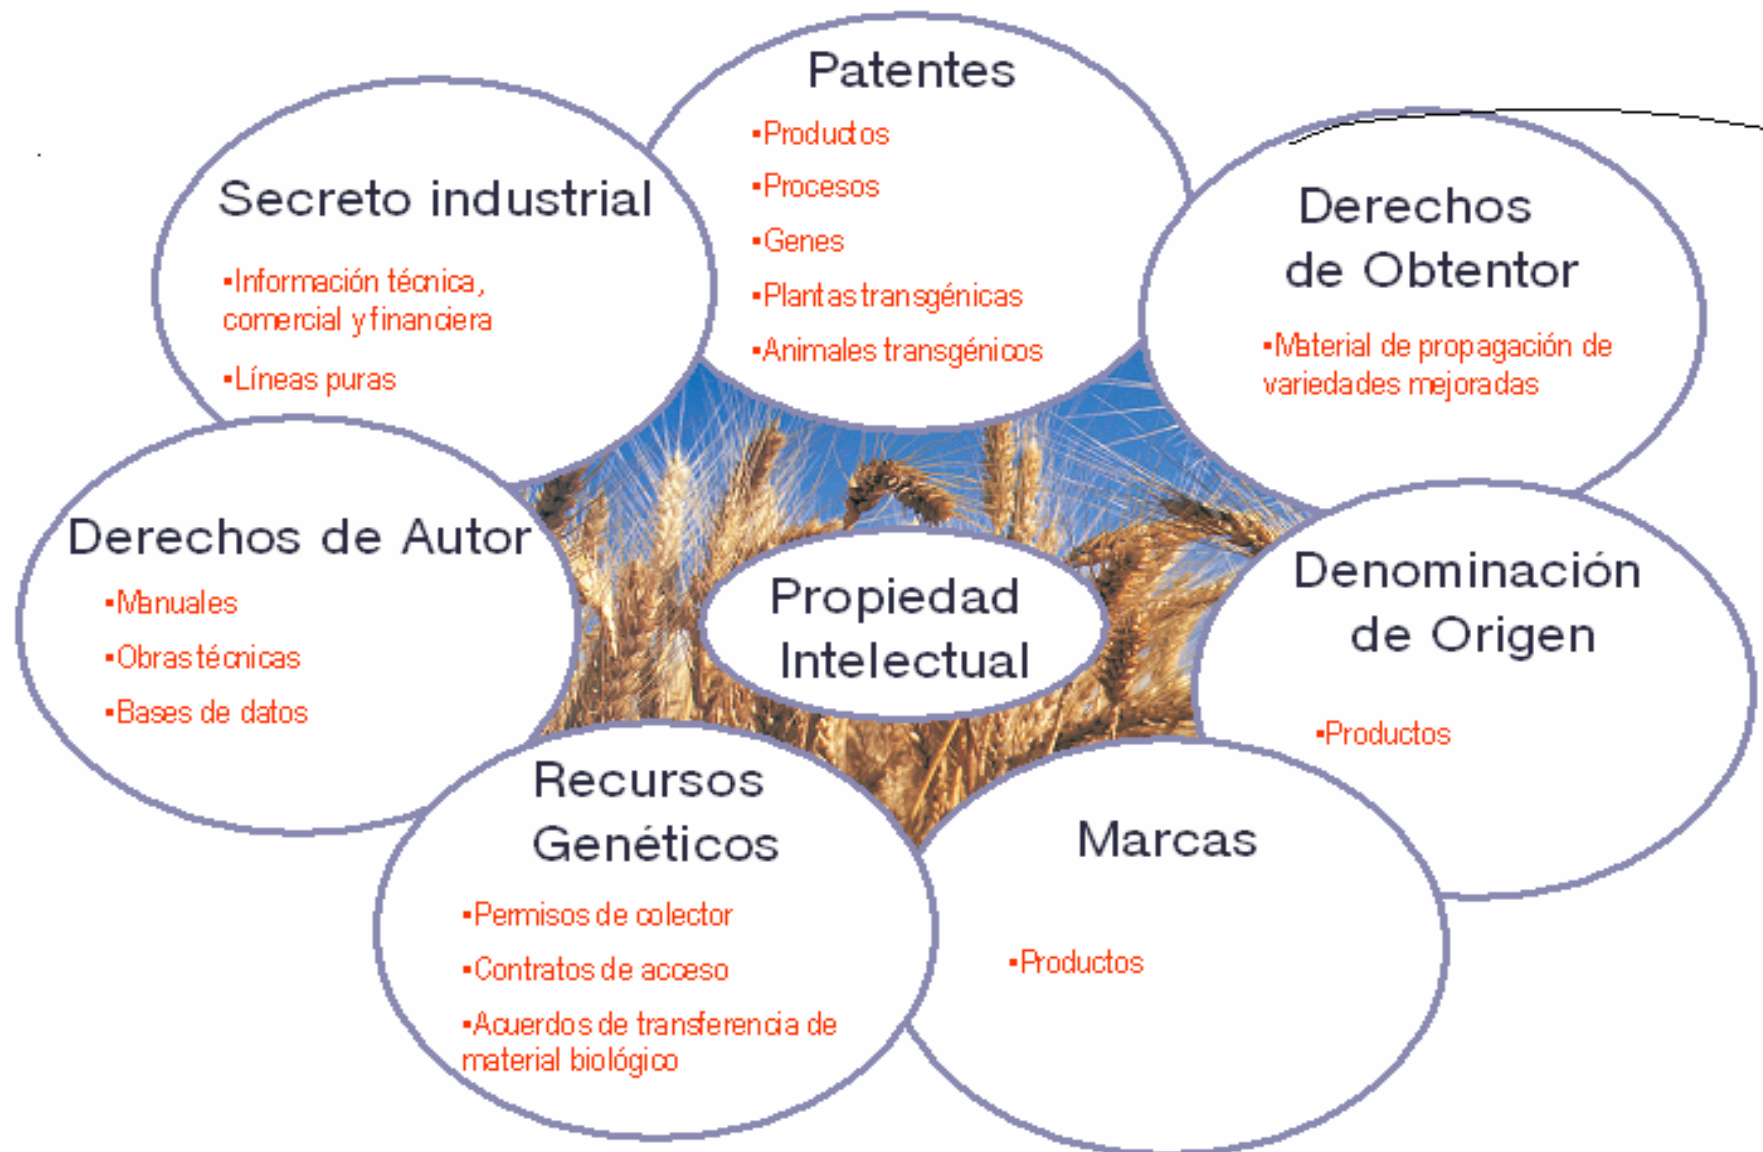 Patentes
▪Productos
▪Procesos
▪Genes
▪Plantas transgénicas
▪Animales transgénicos
Secreto industrial
▪Información técnica,
comercial y financiera
▪Líneas puras
Derechos
de Obtentor
▪Material de propagación de
variedades mejoradas
Derechos de Autor
▪Manuales
▪Obras técnicas
▪Bases de datos
Propiedad
Intelectual
Denominación
de Origen
▪Productos
Recursos
Genéticos
▪Permisos de colector
▪Contratos de acceso
▪Acuerdos de transferencia de
material biológico
Marcas
▪Productos